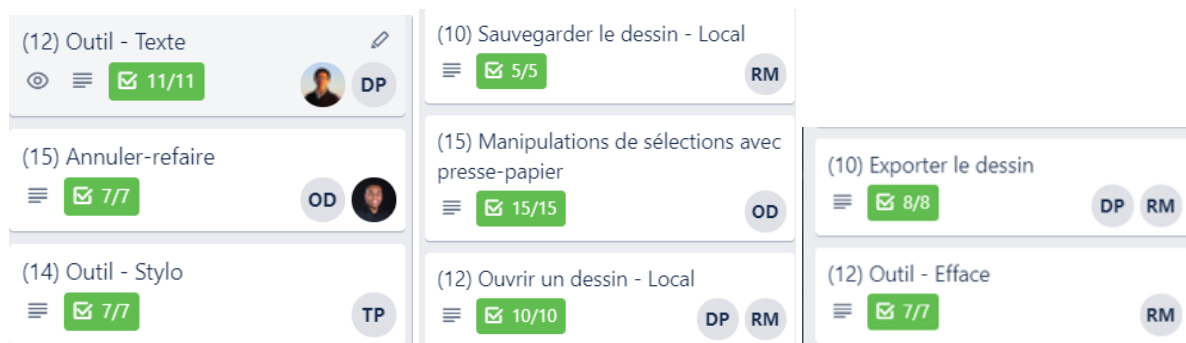 (12) Outil - Texte
11/11
DP
(15) Annuler-refaire
7/7
OD
(14) Outil - Stylo
7/7
TP
(10) Sauvegarder le dessin - Local
5/5
RM
(15) Manipulations de sélections avec
presse-papier
15/15
OD
(12) Ouvrir un dessin - Local
10/10
DP RM
(10) Exporter le dessin
8/8
DP RM
(12) Outil - Efface
7/7
RM